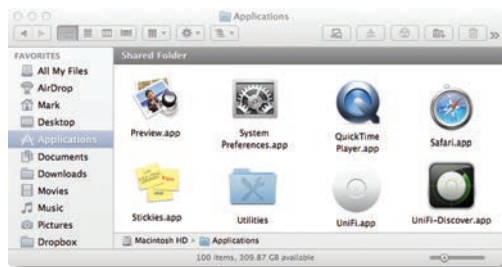 Applications
FAVORITES
All My Files
AirDrop
Mark
Desktop
Applications
Documents
Downloads
Movies
Music
Pictures
Dropbox
Shared Folder
Preview.app
System
Preferences.app
QuickTime
Player.app
Safari.app
Stickies.app
Utilities
UniFi.app
UniFi-Discover.app
Macintosh HD
Applications
100 items, 309.87 GB available